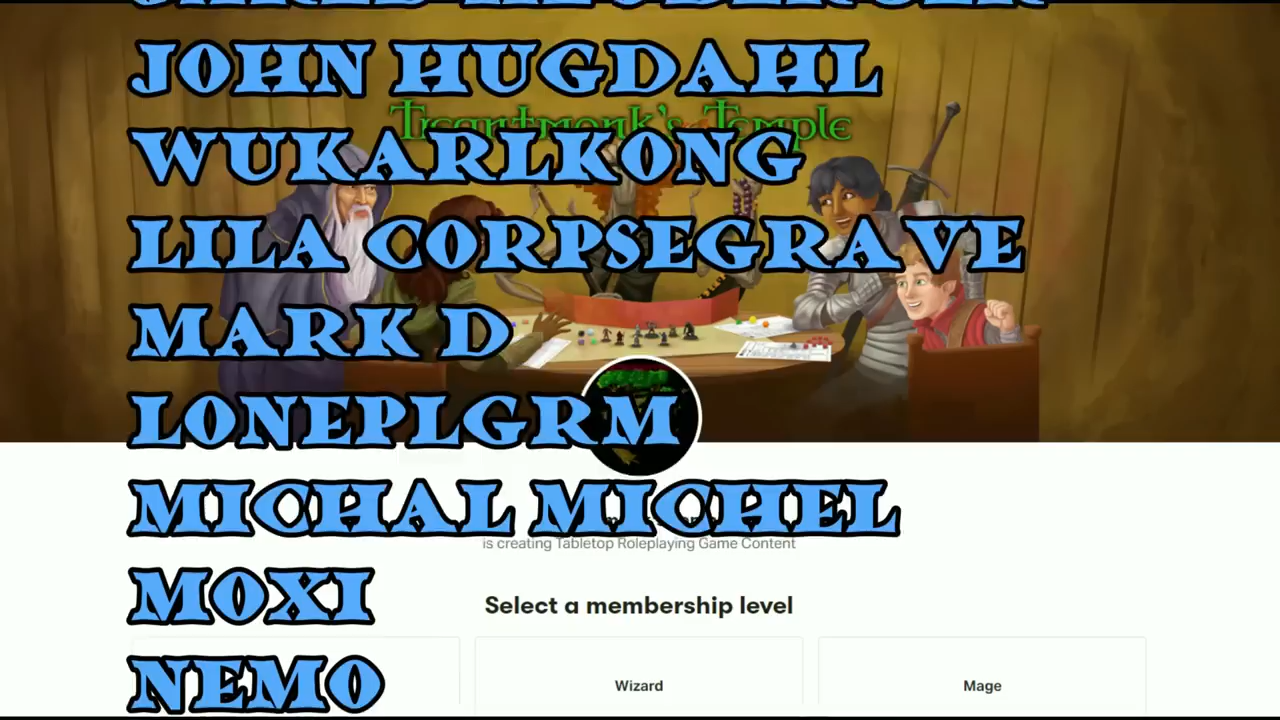 JOHN HUGDAHL
Treantmonk's Temple
WUKARLKONG
LILA CORPSEGRAVE
MARK D
LONEPLGRM
MICHAL MICHEL
is creating Tabletop Roleplaying Game Content
MOXI
Select a membership level
NEMO
Wizard
Mage